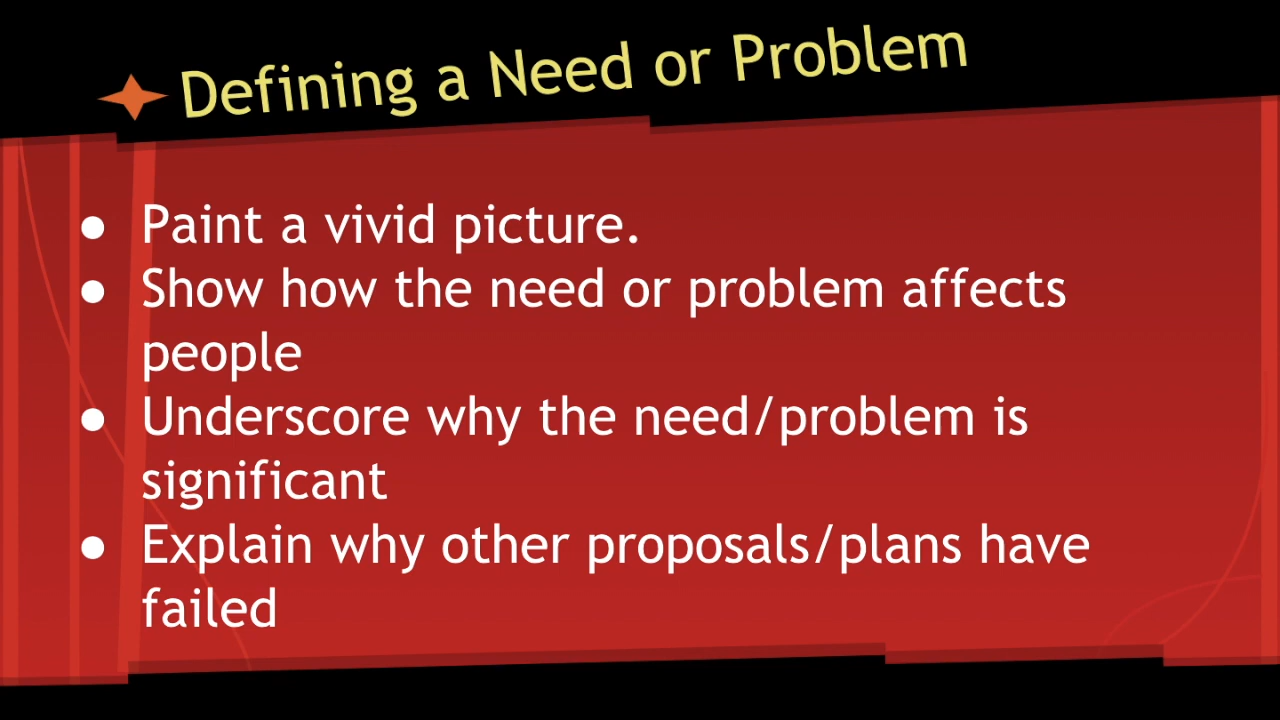 Defining a Need or Problem
● Paint a vivid picture.
● Show how the need or problem affects
people
● Underscore why the need/problem is
significant
● Explain why other proposals/plans have
failed